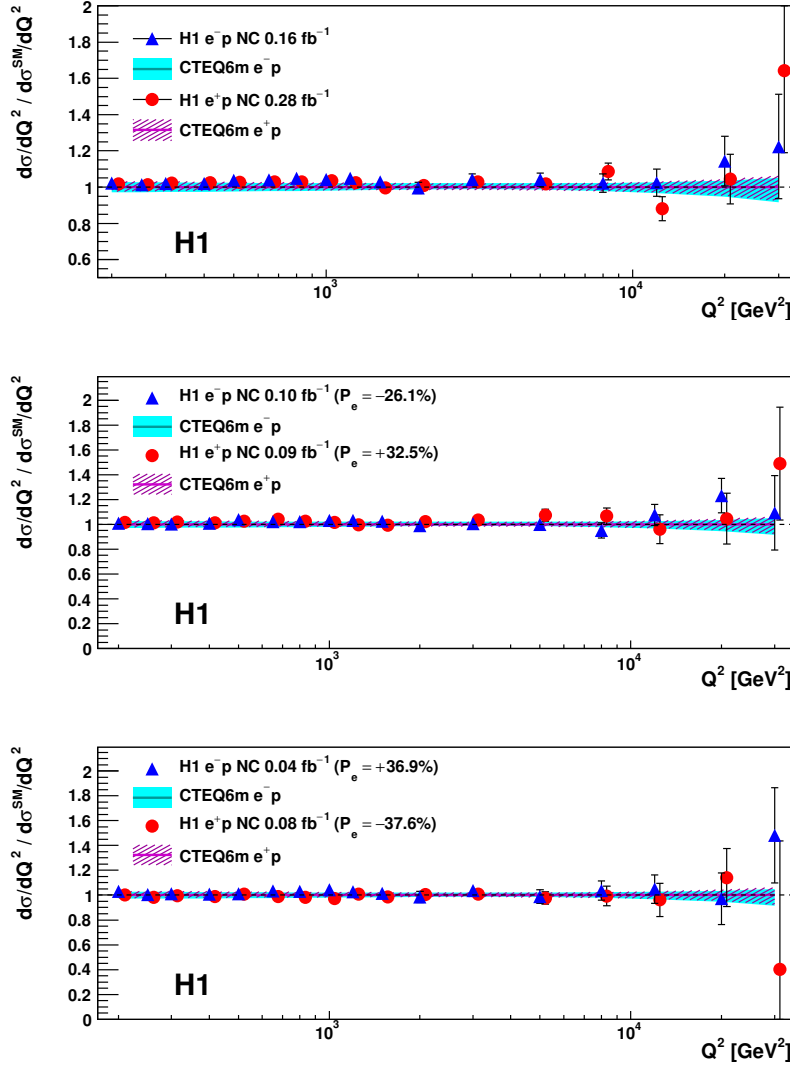 dσ/dQ² / dσ^SM/dQ²
2
1.8
1.6
1.4
1.2
1
0.8
0.6
H1 e⁻p NC 0.16 fb⁻¹
CTEQ6m e⁻p
H1 e⁺p NC 0.28 fb⁻¹
CTEQ6m e⁺p
H1
10³
10⁴
Q² [GeV²]
dσ/dQ² / dσ^SM/dQ²
2
1.8
1.6
1.4
1.2
1
0.8
0.6
0.4
0.2
0
H1 e⁻p NC 0.10 fb⁻¹ (P_e = −26.1%)
CTEQ6m e⁻p
H1 e⁺p NC 0.09 fb⁻¹ (P_e = +32.5%)
CTEQ6m e⁺p
H1
10³
10⁴
Q² [GeV²]
dσ/dQ² / dσ^SM/dQ²
2
1.8
1.6
1.4
1.2
1
0.8
0.6
0.4
0.2
0
H1 e⁻p NC 0.04 fb⁻¹ (P_e = +36.9%)
CTEQ6m e⁻p
H1 e⁺p NC 0.08 fb⁻¹ (P_e = −37.6%)
CTEQ6m e⁺p
H1
10³
10⁴
Q² [GeV²]